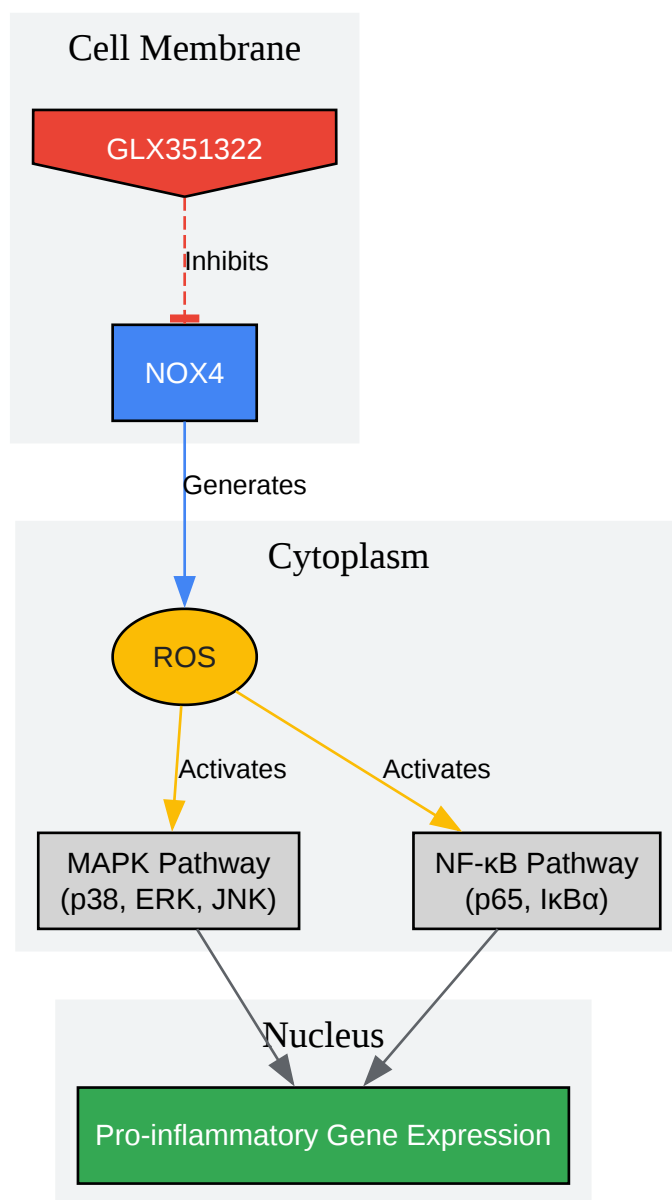 Cell Membrane
GLX351322
Inhibits
NOX4
Generates
Cytoplasm
ROS
Activates
Activates
MAPK Pathway
(p38, ERK, JNK)
NF-κB Pathway
(p65, IκBα)
Nucleus
Pro-inflammatory Gene Expression